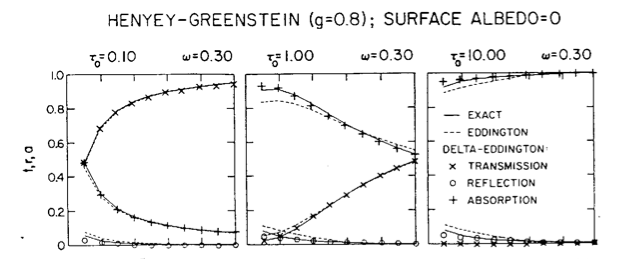 HENYEY-GREENSTEIN (g=0.8); SURFACE ALBEDO=0
τ₀=0.10 ω=0.30 τ₀=1.00 ω=0.30 τ₀=10.00 ω=0.30
1.0
0.8
0.6
0.4
0.2
0
t,r,a
EXACT
EDDINGTON
DELTA-EDDINGTON:
× TRANSMISSION
○ REFLECTION
+ ABSORPTION